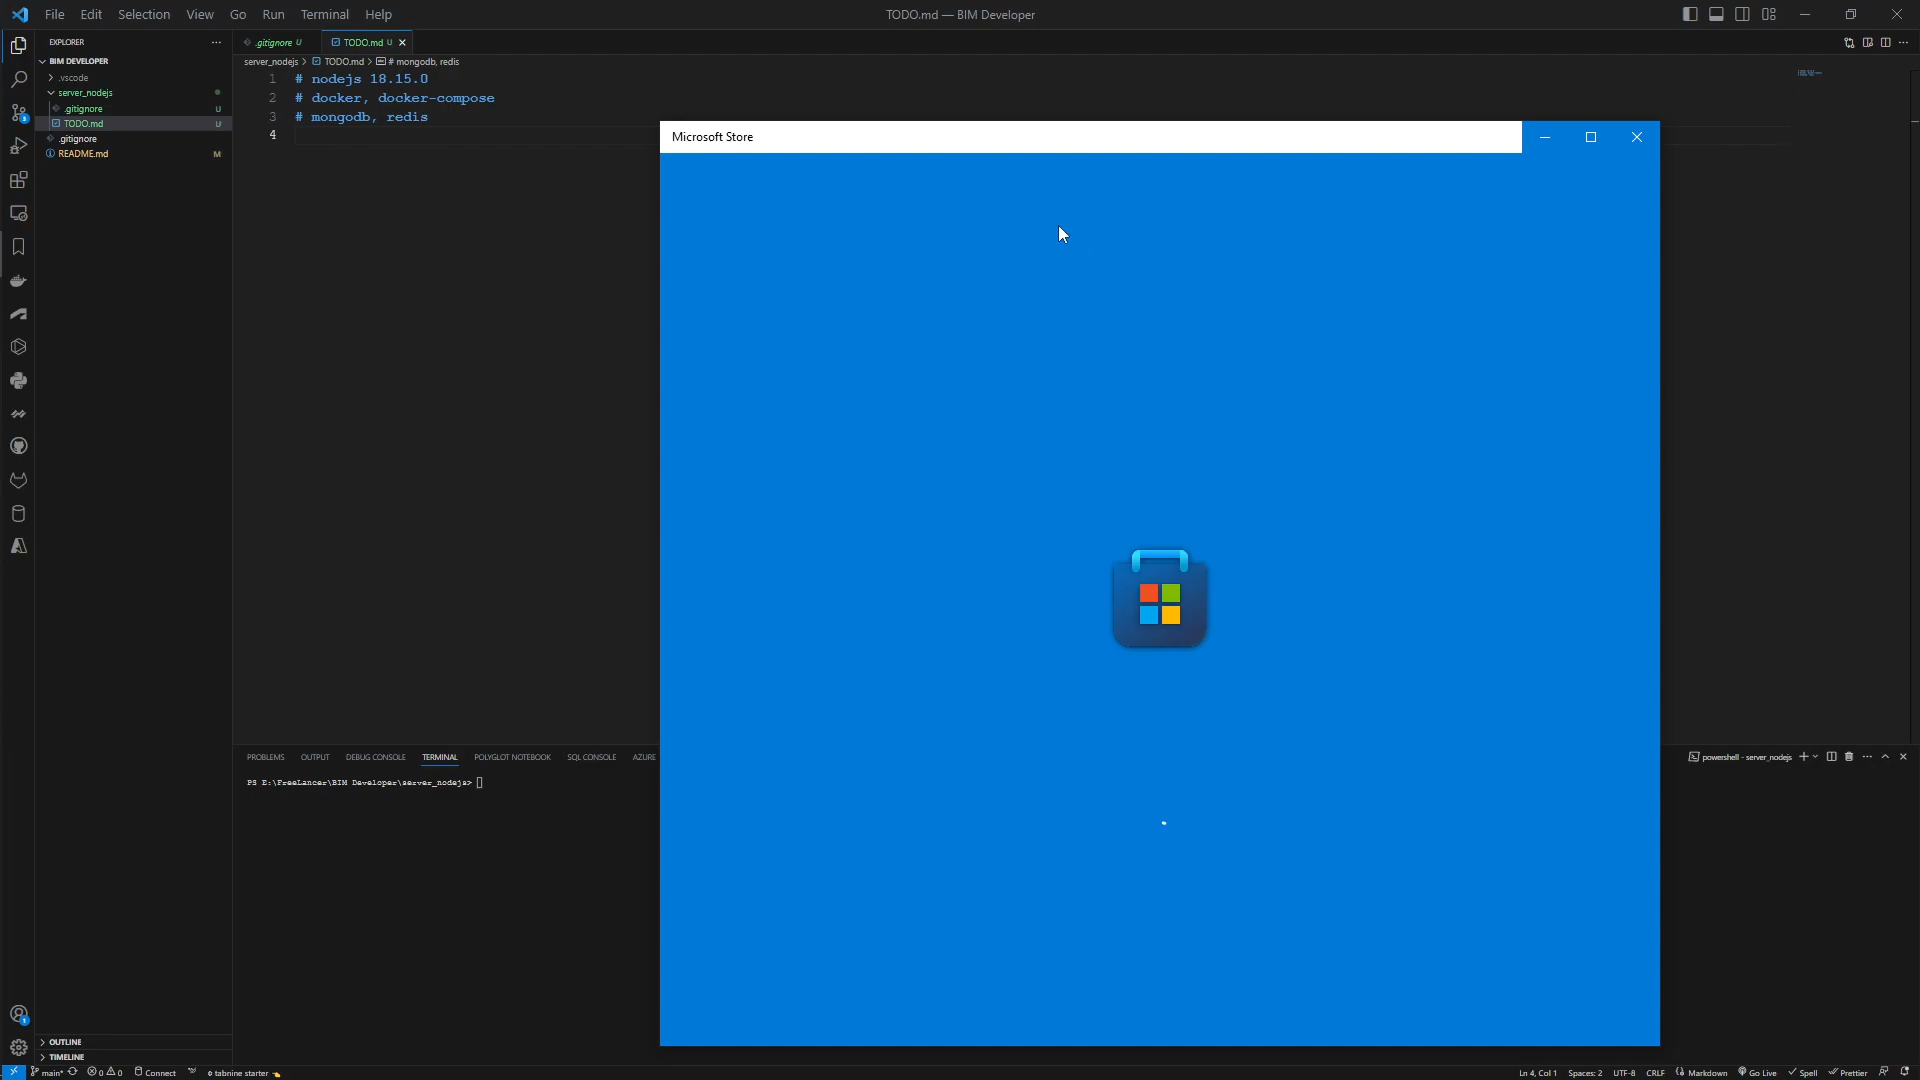 File Edit Selection View Go Run Terminal Help
TODO.md — BIM Developer
EXPLORER
BIM DEVELOPER
.vscode
server_nodejs
.gitignore U
TODO.md U
.gitignore
README.md M
OUTLINE
TIMELINE
.gitignore U
TODO.md U
server_nodejs > TODO.md > # mongodb, redis
1 # nodejs 18.15.0
2 # docker, docker-compose
3 # mongodb, redis
4
Microsoft Store
PROBLEMS OUTPUT DEBUG CONSOLE TERMINAL POLYGLOT NOTEBOOK SQL CONSOLE AZURE
powershell - server_nodejs
PS E:\FreeLancer\BIM Developer\server_nodejs>
main* 0 0 Connect tabnine starter
Ln 4, Col 1 Spaces: 2 UTF-8 CRLF Markdown Go Live Spell Prettier